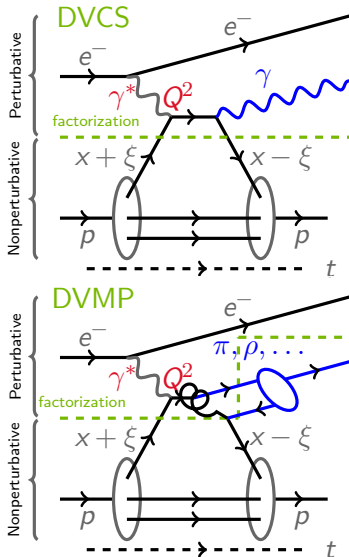 DVCS
e⁻
e⁻
Perturbative
γ*
Q²
γ
factorization
x + ξ
x − ξ
Nonperturbative
p
p
t
DVMP
e⁻
e⁻
Perturbative
π, ρ, …
γ*
Q²
factorization
x + ξ
x − ξ
Nonperturbative
p
p
t